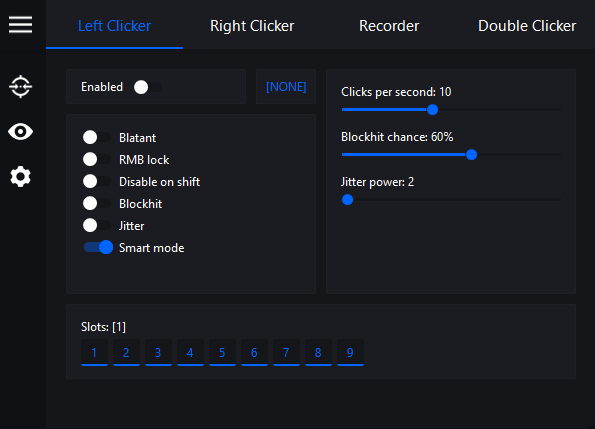 Left Clicker
Right Clicker
Recorder
Double Clicker
Enabled
[NONE]
Blatant
RMB lock
Disable on shift
Blockhit
Jitter
Smart mode
Clicks per second: 10
Blockhit chance: 60%
Jitter power: 2
Slots: [1]
1 2 3 4 5 6 7 8 9